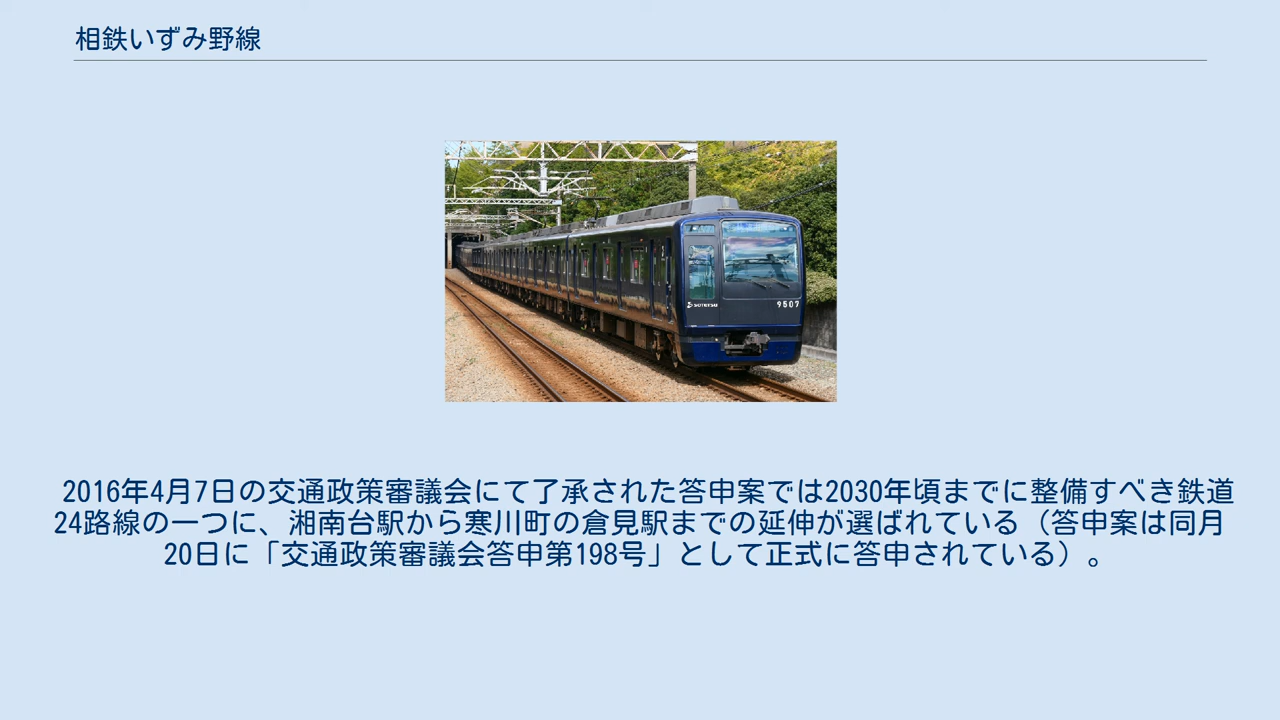 相鉄いずみ野線
SOTETSU
9507
2016年4月7日の交通政策審議会にて了承された答申案では2030年頃までに整備すべき鉄道
24路線の一つに、湘南台駅から寒川町の倉見駅までの延伸が選ばれている（答申案は同月
20日に「交通政策審議会答申第198号」として正式に答申されている）。